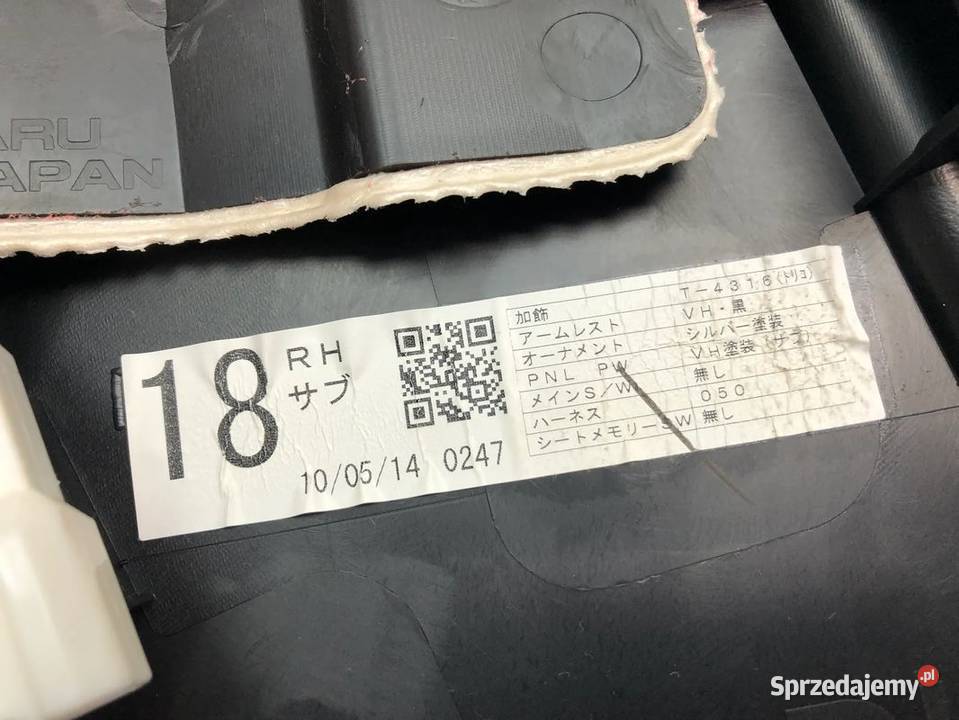 ARU
JAPAN
18
RH
サブ
10/05/14 0247
加飾 T-4316(トリコ)
アームレスト VH・黒
オーナメント シルバー塗装
PNL PW VH塗装
メインS/W 無し
ハーネス 050
シートメモリーSW 無し
Sprzedajemy.pl